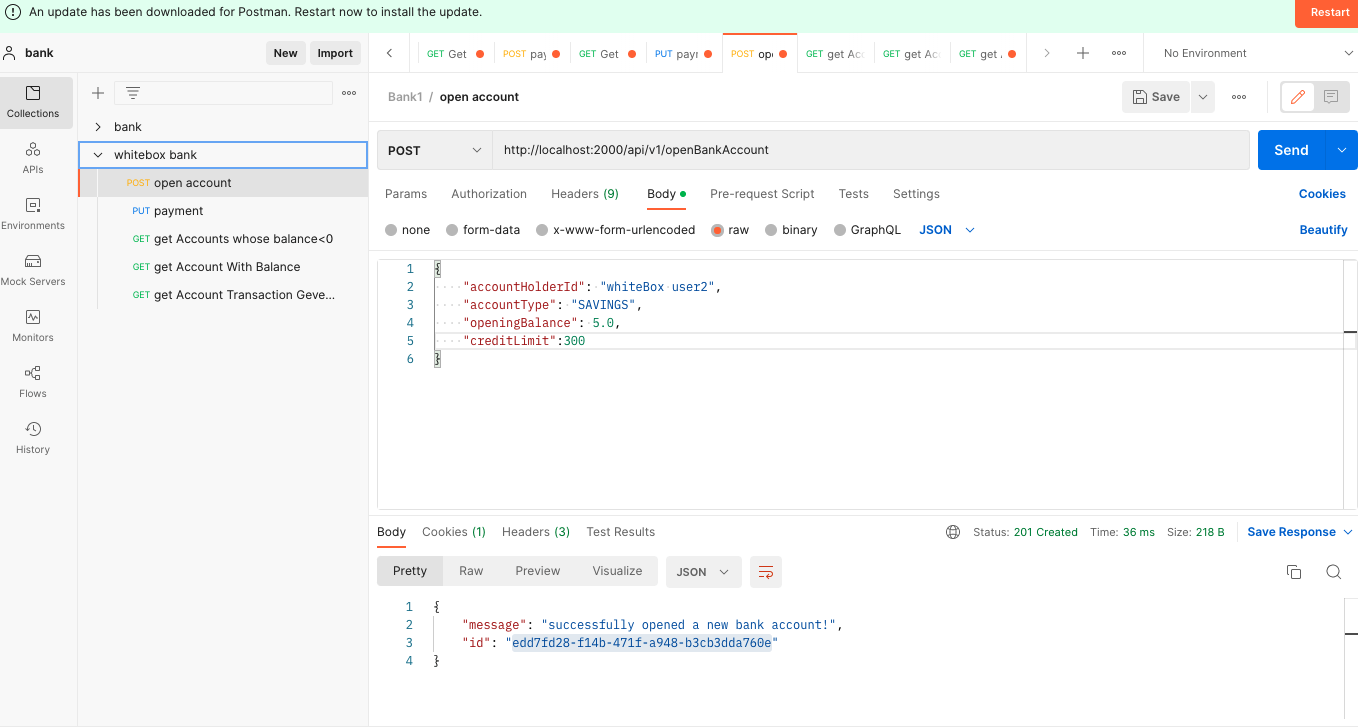 An update has been downloaded for Postman. Restart now to install the update.
Restart
bank
New
Import
GET Get
POST pay
GET Get
PUT payr
POST op
GET get Acc
GET get Acc
GET get
No Environment
Collections
APIs
Environments
Mock Servers
Monitors
Flows
History
bank
whitebox bank
POST open account
PUT payment
GET get Accounts whose balance<0
GET get Account With Balance
GET get Account Transaction Geve...
Bank1 / open account
Save
POST
http://localhost:2000/api/v1/openBankAccount
Send
Params
Authorization
Headers (9)
Body
Pre-request Script
Tests
Settings
Cookies
none
form-data
x-www-form-urlencoded
raw
binary
GraphQL
JSON
Beautify
1 {
2 "accountHolderId": "whiteBox user2",
3 "accountType": "SAVINGS",
4 "openingBalance": 5.0,
5 "creditLimit":300
6 }
Body
Cookies (1)
Headers (3)
Test Results
Status: 201 Created
Time: 36 ms
Size: 218 B
Save Response
Pretty
Raw
Preview
Visualize
JSON
1 {
2 "message": "successfully opened a new bank account!",
3 "id": "edd7fd28-f14b-471f-a948-b3cb3dda760e"
4 }